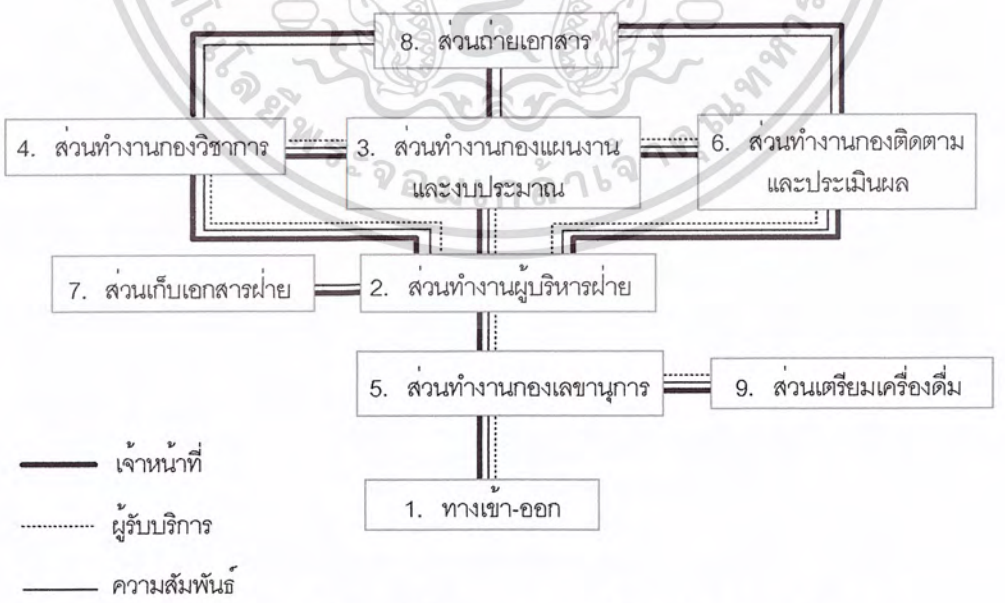 8. ส่วนถ่ายเอกสาร
4. ส่วนทำงานกองวิชาการ
3. ส่วนทำงานกองแผนงาน
และงบประมาณ
6. ส่วนทำงานกองติดตาม
และประเมินผล
7. ส่วนเก็บเอกสารฝ่าย
2. ส่วนทำงานผู้บริหารฝ่าย
5. ส่วนทำงานกองเลขานุการ
9. ส่วนเตรียมเครื่องดื่ม
1. ทางเข้า-ออก
เจ้าหน้าที่
ผู้รับบริการ
ความสัมพันธ์